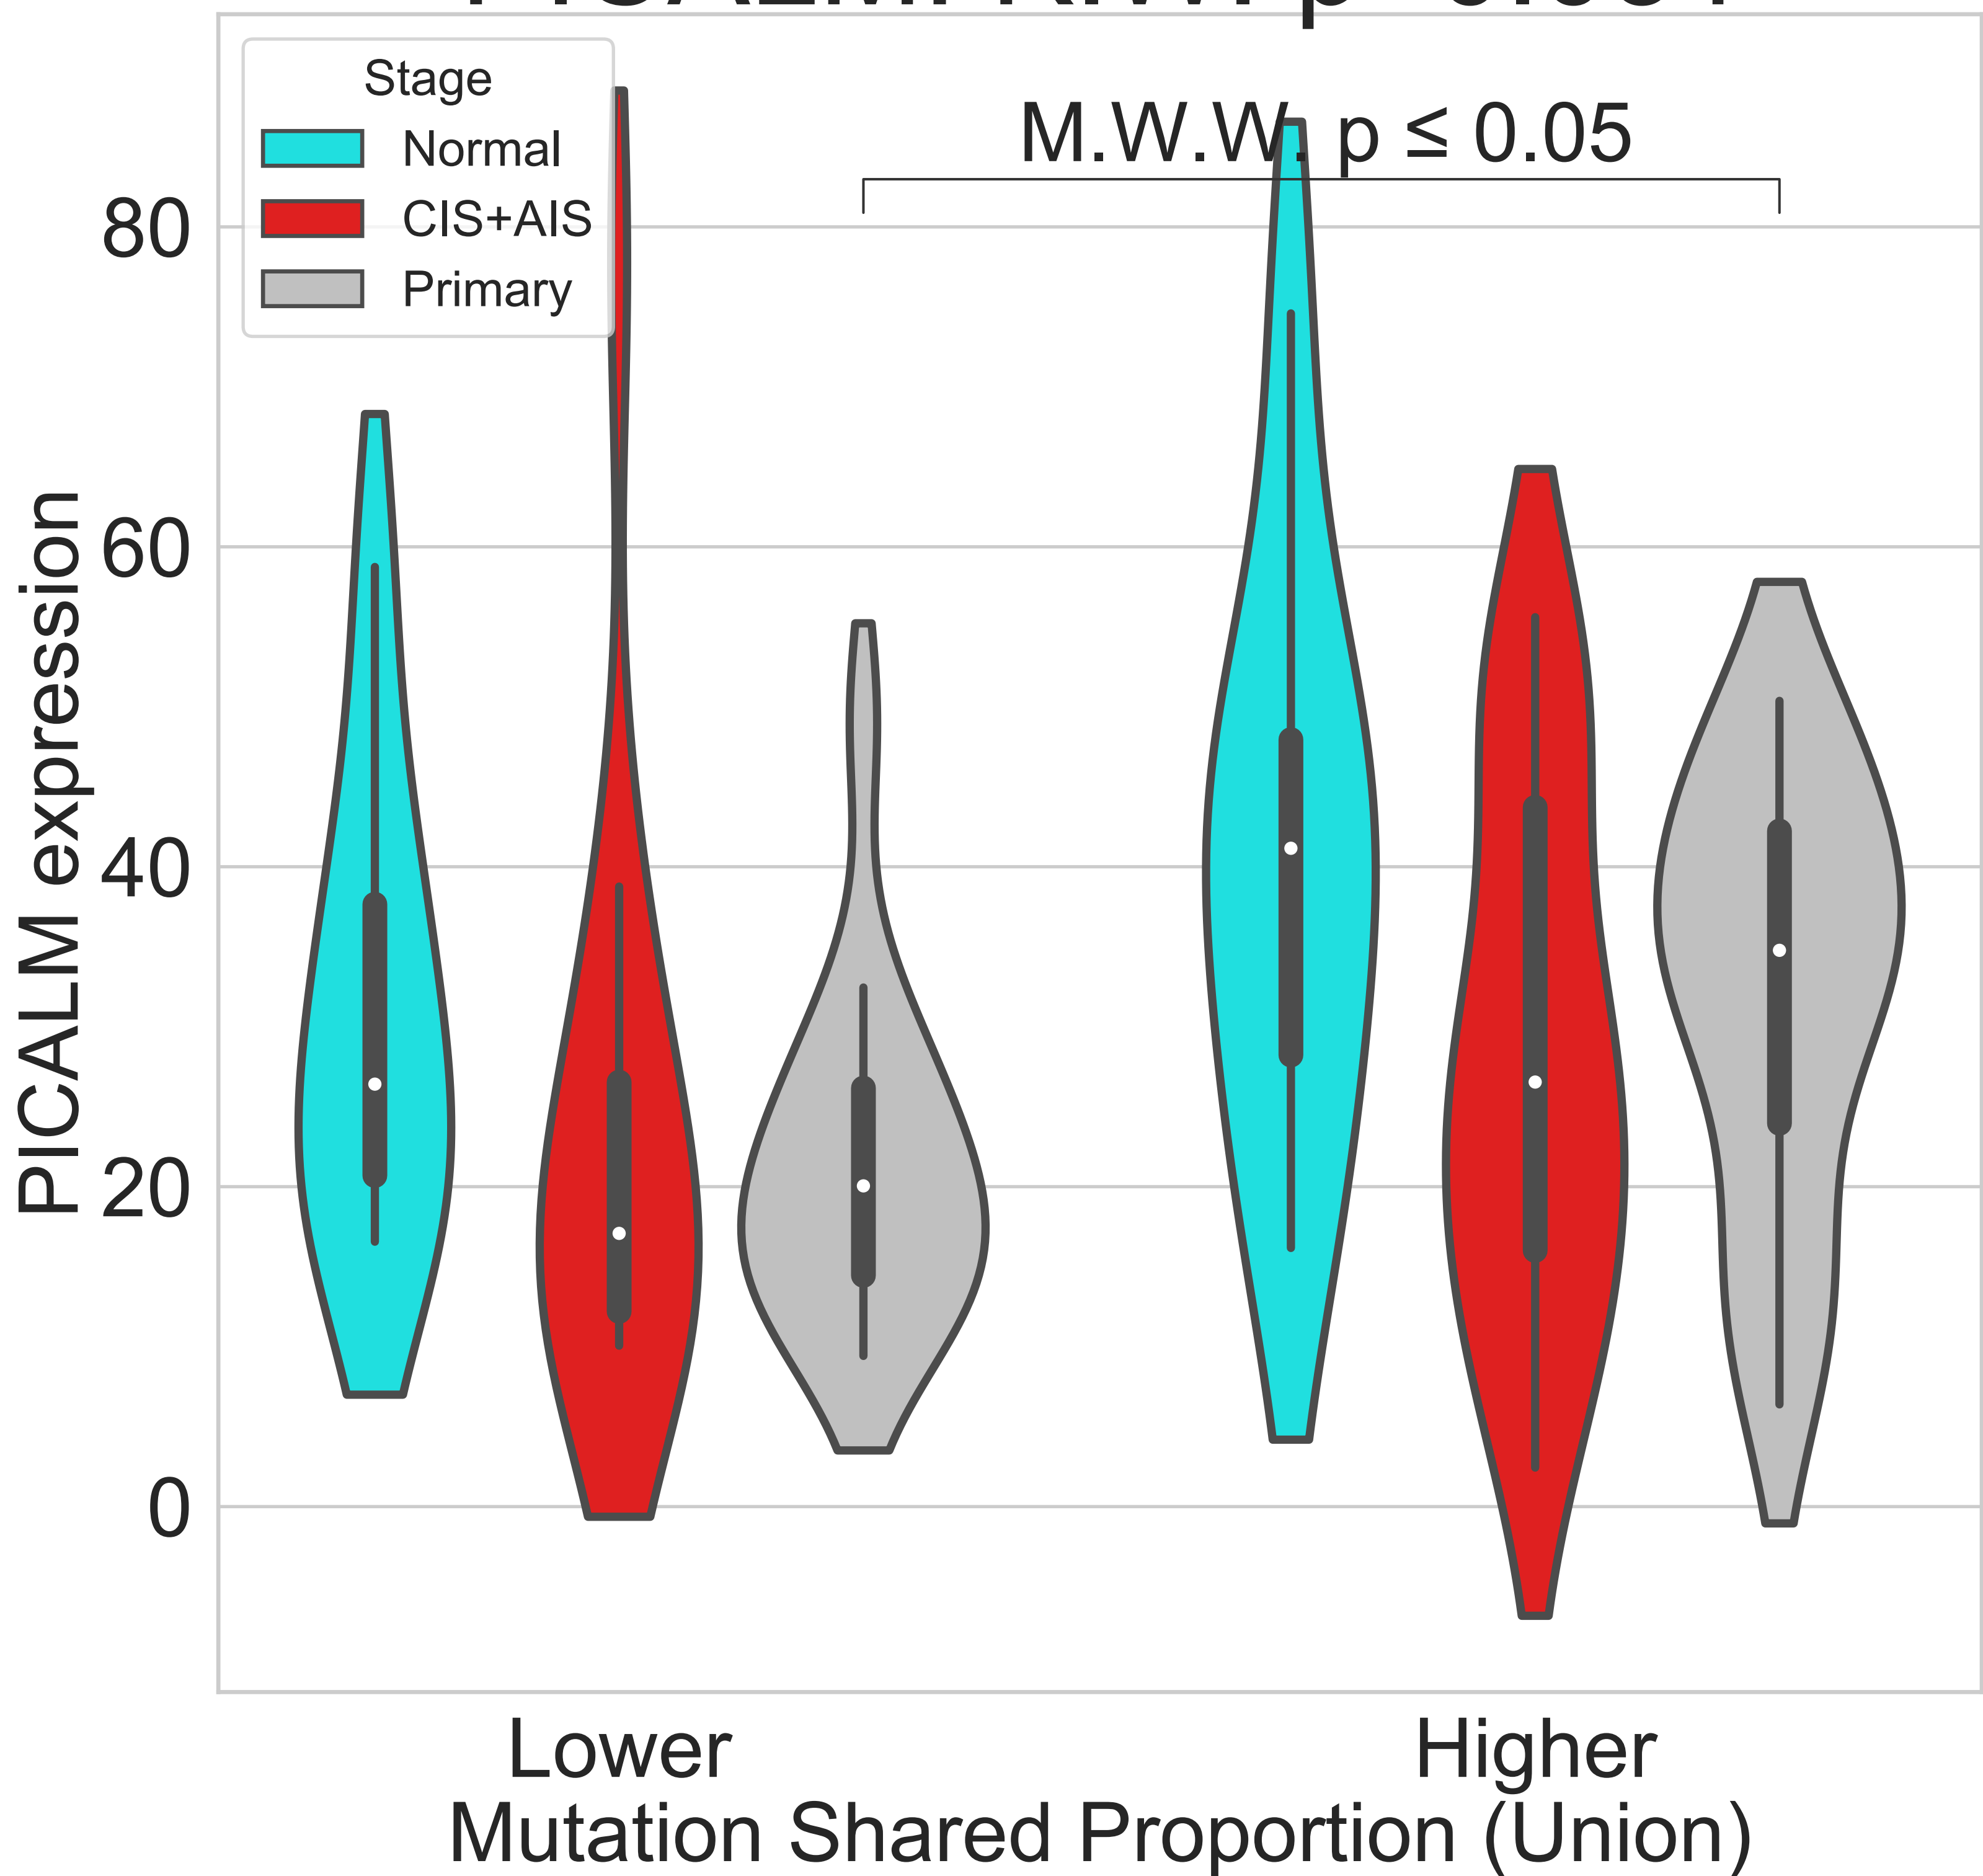 Stage
Normal
CIS+AIS
Primary
M.W.W. p ≤ 0.05
80
60
40
20
0
PICALM expression
Lower
Higher
Mutation Shared Proportion (Union)